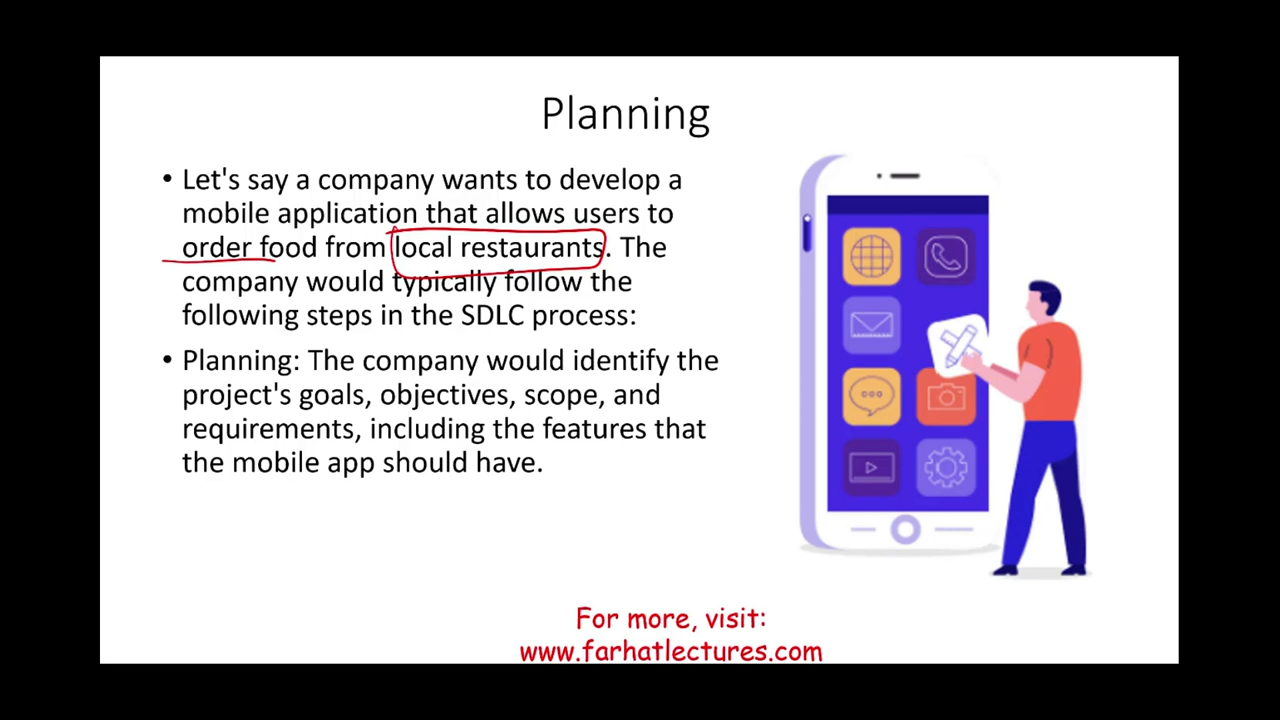 Planning
• Let's say a company wants to develop a
mobile application that allows users to
order food from local restaurants. The
company would typically follow the
following steps in the SDLC process:
• Planning: The company would identify the
project's goals, objectives, scope, and
requirements, including the features that
the mobile app should have.
For more, visit:
www.farhatlectures.com